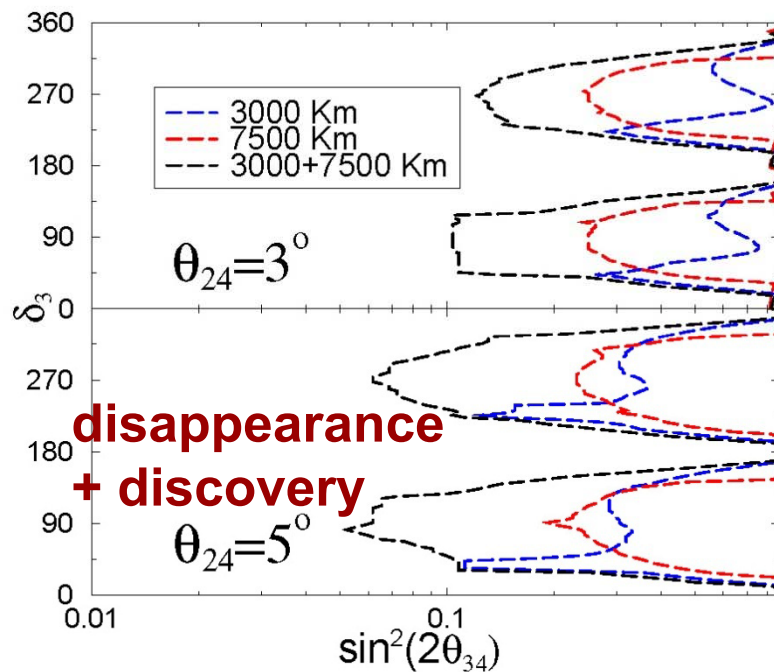 360
270
180
90
0
3000 Km
7500 Km
3000+7500 Km
θ24=3°
δ3
270
180
90
0
disappearance
+ discovery
θ24=5°
0.01
0.1
sin²(2θ34)